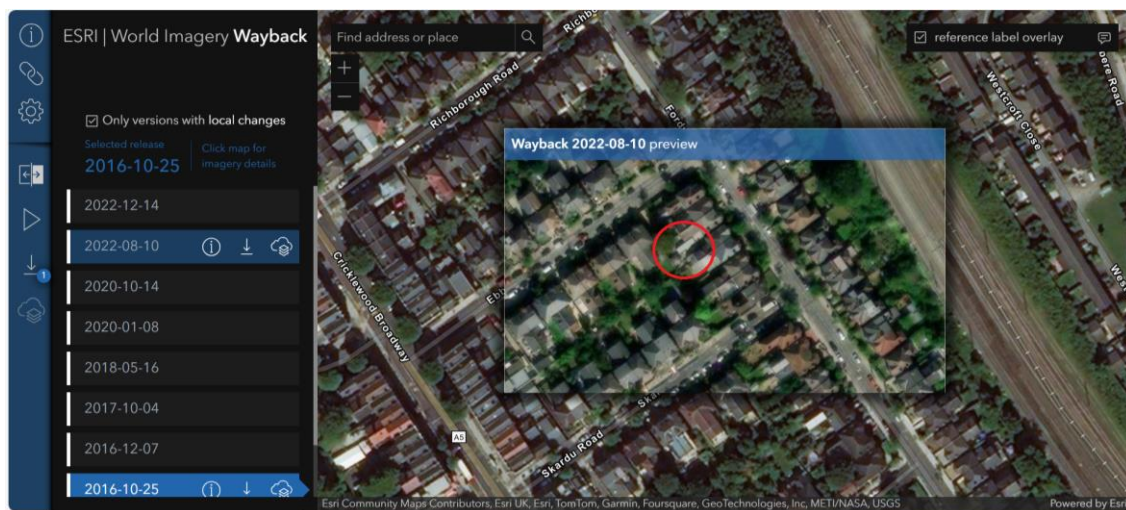 ESRI | World Imagery Wayback
Only versions with local changes
Selected release
2016-10-25
Click map for
imagery details
2022-12-14
2022-08-10
2020-10-14
2020-01-08
2018-05-16
2017-10-04
2016-12-07
2016-10-25
1
Find address or place
reference label overlay
Richborough Road
Wayback 2022-08-10 preview
Westcroft Close
Cricklewood Broadway
A5
Skardu Road
Esri Community Maps Contributors, Esri UK, Esri, TomTom, Garmin, Foursquare, GeoTechnologies, Inc, METI/NASA, USGS
Powered by Esri